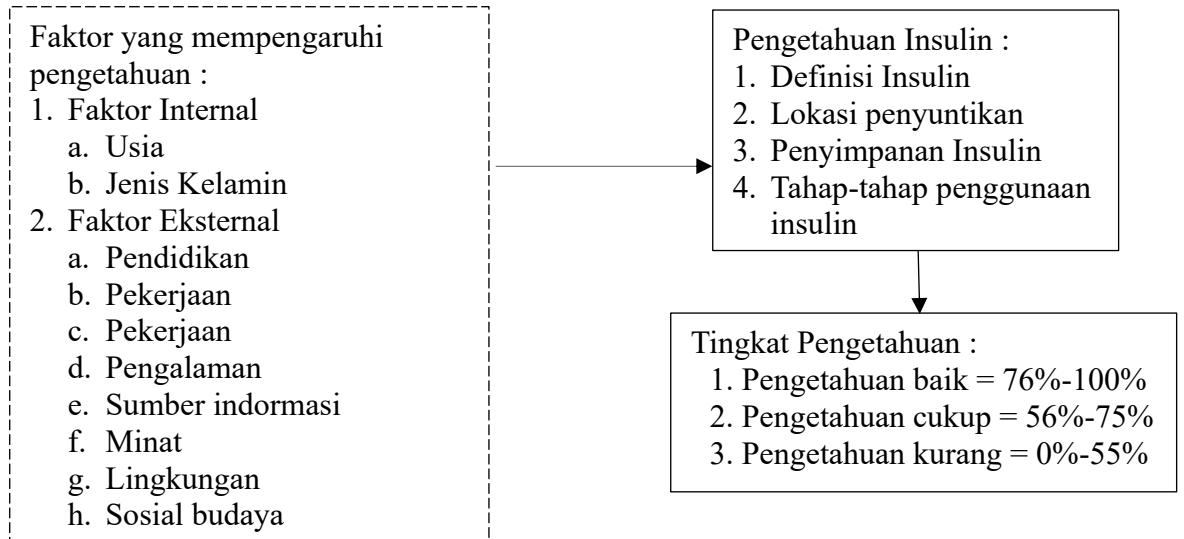 Faktor yang mempengaruhi
pengetahuan :
1. Faktor Internal
a. Usia
b. Jenis Kelamin
2. Faktor Eksternal
a. Pendidikan
b. Pekerjaan
c. Pekerjaan
d. Pengalaman
e. Sumber indormasi
f. Minat
g. Lingkungan
h. Sosial budaya
Pengetahuan Insulin :
1. Definisi Insulin
2. Lokasi penyuntikan
3. Penyimpanan Insulin
4. Tahap-tahap penggunaan
insulin
Tingkat Pengetahuan :
1. Pengetahuan baik = 76%-100%
2. Pengetahuan cukup = 56%-75%
3. Pengetahuan kurang = 0%-55%